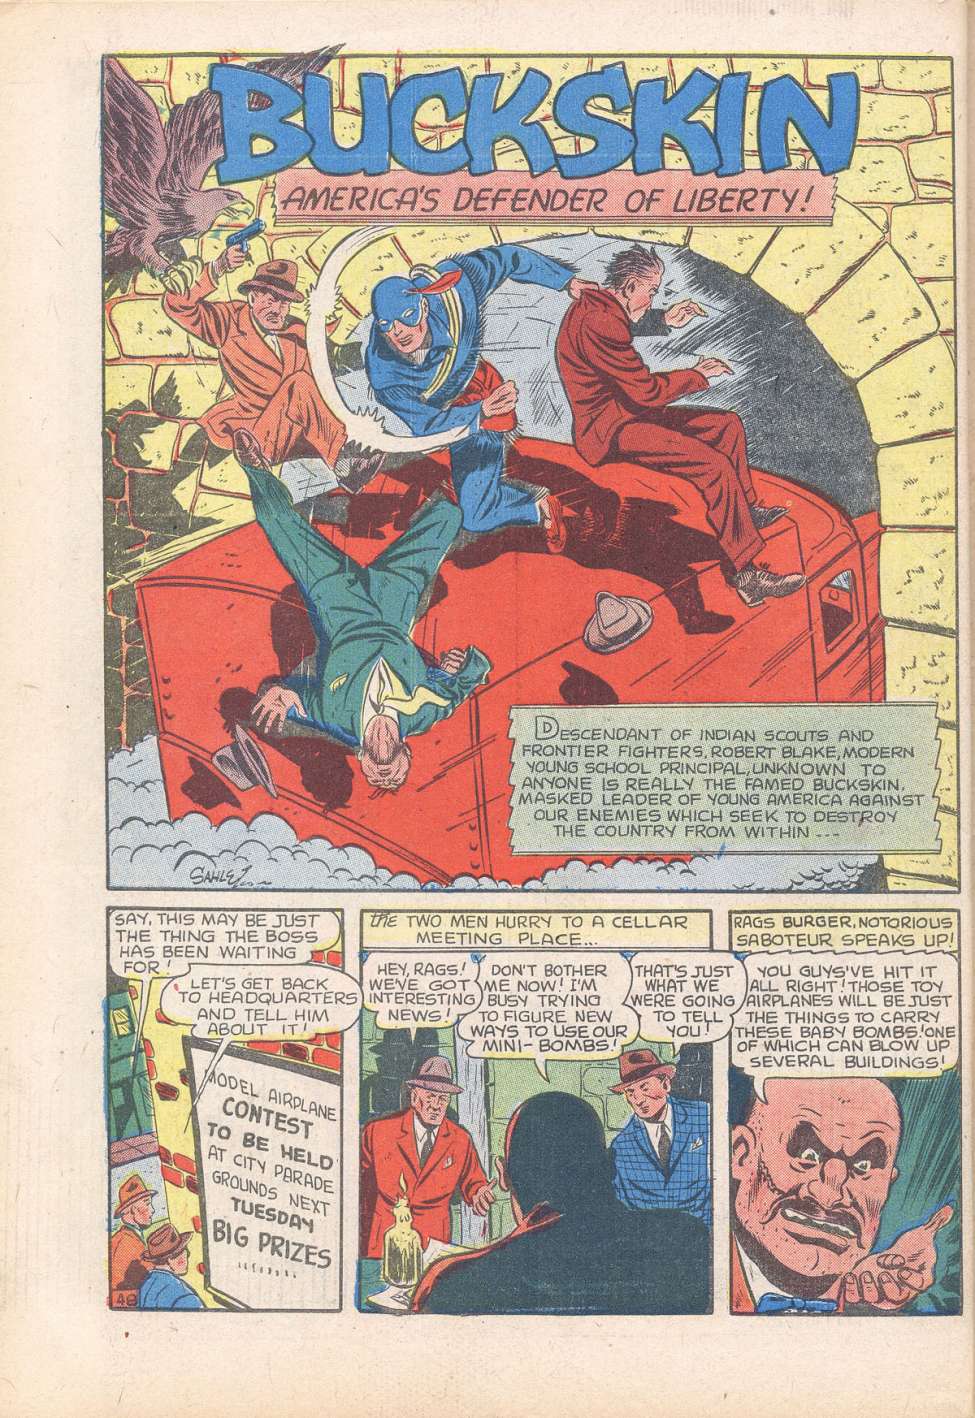 BUCKSKIN
AMERICA'S DEFENDER OF LIBERTY!
DESCENDANT OF INDIAN SCOUTS AND
FRONTIER FIGHTERS, ROBERT BLAKE, MODERN
YOUNG SCHOOL PRINCIPAL, UNKNOWN TO
ANYONE IS REALLY THE FAMED BUCKSKIN,
MASKED LEADER OF YOUNG AMERICA AGAINST
OUR ENEMIES WHICH SEEK TO DESTROY
THE COUNTRY FROM WITHIN ---
SAHLE
SAY, THIS MAY BE JUST
THE THING THE BOSS
HAS BEEN WAITING
FOR!
LET'S GET BACK
TO HEADQUARTERS
AND TELL HIM
ABOUT IT!
MODEL AIRPLANE
CONTEST
TO BE HELD
AT CITY PARADE
GROUNDS NEXT
TUESDAY
BIG PRIZES
48
the TWO MEN HURRY TO A CELLAR
MEETING PLACE...
HEY, RAGS!
WE'VE GOT
INTERESTING
NEWS!
DON'T BOTHER
ME NOW! I'M
BUSY TRYING
TO FIGURE NEW
WAYS TO USE OUR
MINI-BOMBS!
THAT'S JUST
WHAT WE
WERE GOING
TO TELL
YOU!
RAGS BURGER, NOTORIOUS
SABOTEUR SPEAKS UP!
YOU GUYS'VE HIT IT
ALL RIGHT! THOSE TOY
AIRPLANES WILL BE JUST
THE THINGS TO CARRY
THESE BABY BOMBS! ONE
OF WHICH CAN BLOW UP
SEVERAL BUILDINGS!